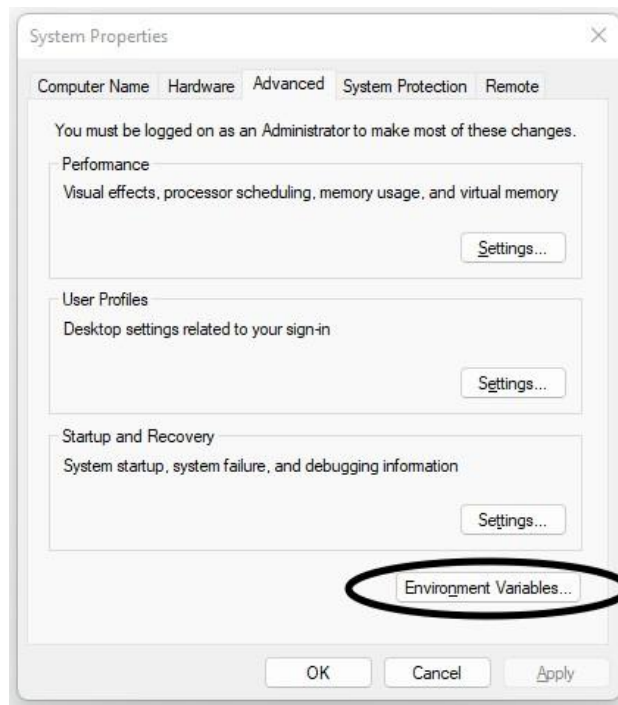 System Properties
Computer Name Hardware Advanced System Protection Remote
You must be logged on as an Administrator to make most of these changes.
Performance
Visual effects, processor scheduling, memory usage, and virtual memory
Settings...
User Profiles
Desktop settings related to your sign-in
Settings...
Startup and Recovery
System startup, system failure, and debugging information
Settings...
Environment Variables...
OK Cancel Apply